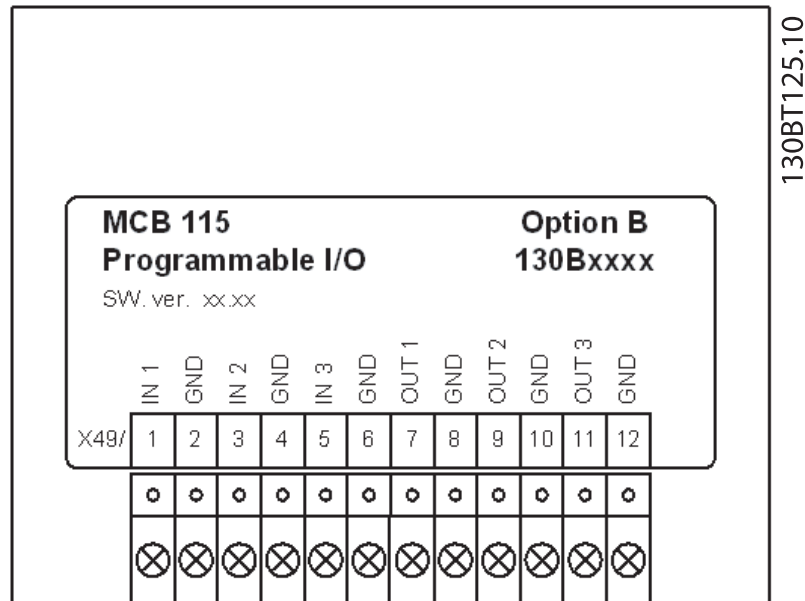 MCB 115 Option B
Programmable I/O 130Bxxxx
SW. ver. xx.xx
IN 1 GND IN 2 GND IN 3 GND OUT 1 GND OUT 2 GND OUT 3 GND
X49/ 1 2 3 4 5 6 7 8 9 10 11 12
130BT125.10